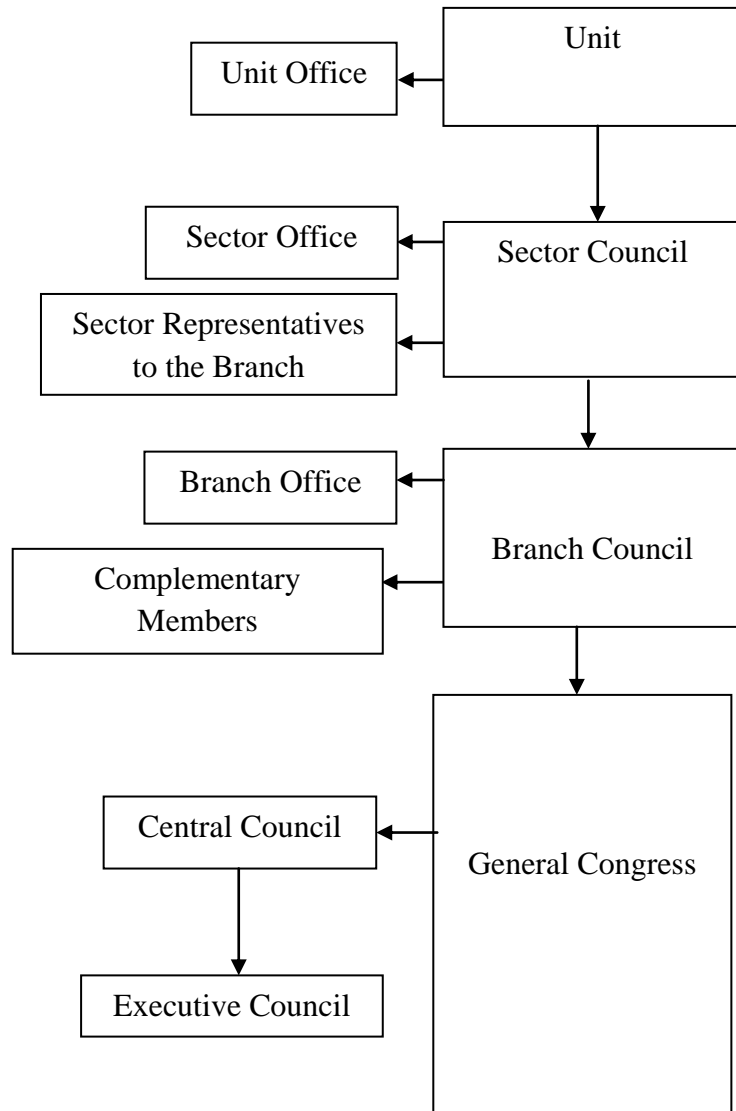 Unit
Unit Office
Sector Office
Sector Council
Sector Representatives
to the Branch
Branch Office
Branch Council
Complementary
Members
Central Council
General Congress
Executive Council